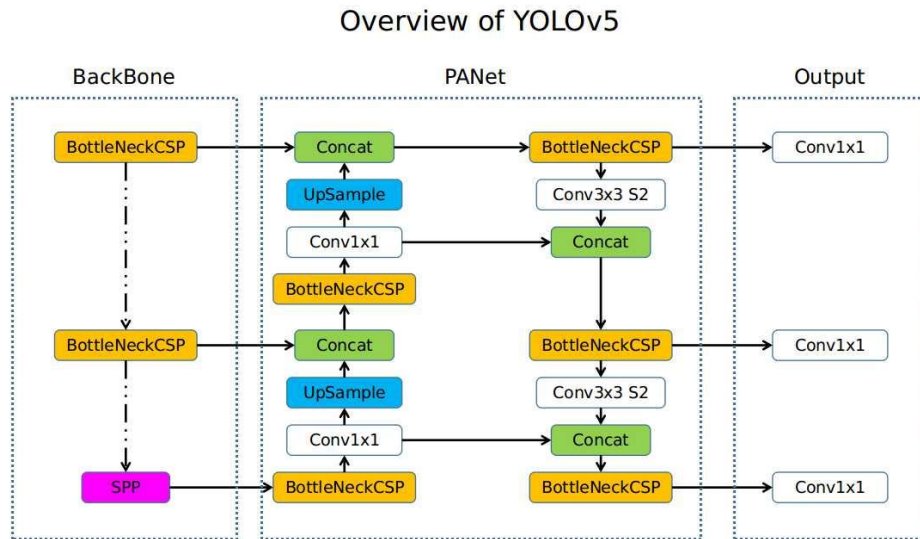 Overview of YOLOv5
BackBone
PANet
Output
BottleNeckCSP
Concat
BottleNeckCSP
Conv1x1
UpSample
Conv3x3 S2
Conv1x1
Concat
BottleNeckCSP
BottleNeckCSP
Concat
BottleNeckCSP
Conv1x1
UpSample
Conv3x3 S2
Conv1x1
Concat
SPP
BottleNeckCSP
BottleNeckCSP
Conv1x1